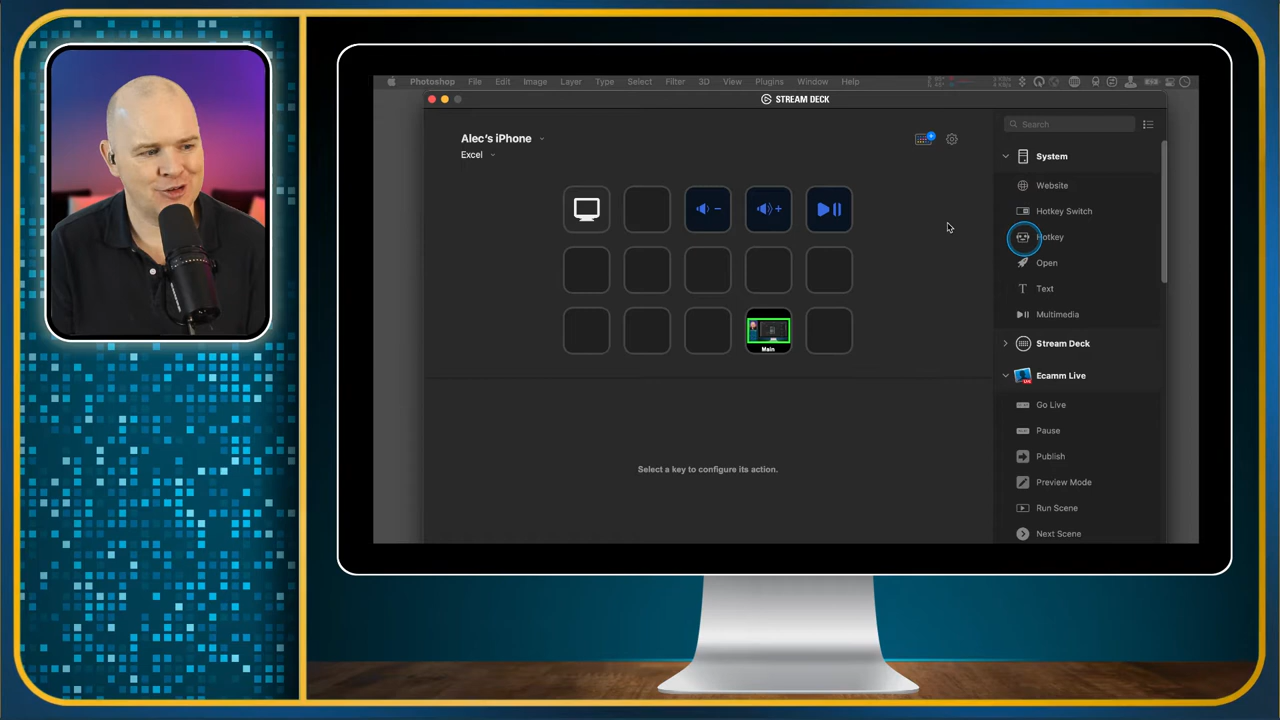 Photoshop File Edit Image Layer Type Select Filter 3D View Plugins Window Help
STREAM DECK
Alec's iPhone
Excel
Search
System
Website
Hotkey Switch
Hotkey
Open
Text
Multimedia
Stream Deck
Ecamm Live
Go Live
Pause
Publish
Preview Mode
Run Scene
Next Scene
Main
Select a key to configure its action.